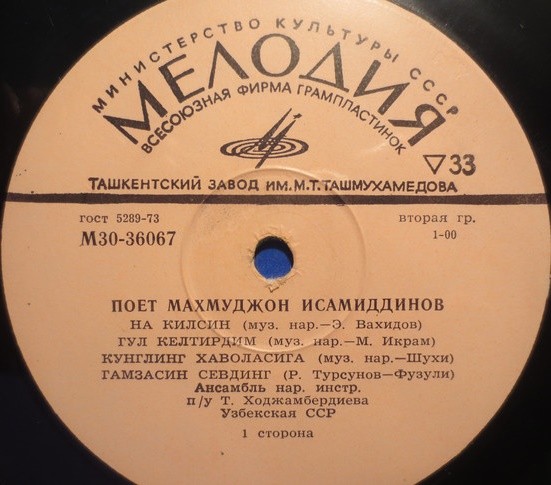 МИНИСТЕРСТВО КУЛЬТУРЫ СССР
МЕЛОДИЯ
ВСЕСОЮЗНАЯ ФИРМА ГРАМПЛАСТИНОК
▽33
ТАШКЕНТСКИЙ ЗАВОД ИМ. М.Т. ТАШМУХАМЕДОВА
гост 5289-73
вторая гр.
М30-36067
1-00
ПОЕТ МАХМУДЖОН ИСАМИДДИНОВ
НА КИЛСИН (муз. нар.—Э. Вахидов)
ГУЛ КЕЛТИРДИМ (муз. нар.—М. Икрам)
КУНГЛИНГ ХАВОЛАСИГА (муз. нар.—Шухи)
ГАМЗАСИН СЕВДИНГ (Р. Турсунов—Фузули)
Ансамбль нар. инстр.
п/у Т. Ходжамбердиева
Узбекская ССР
1 сторона